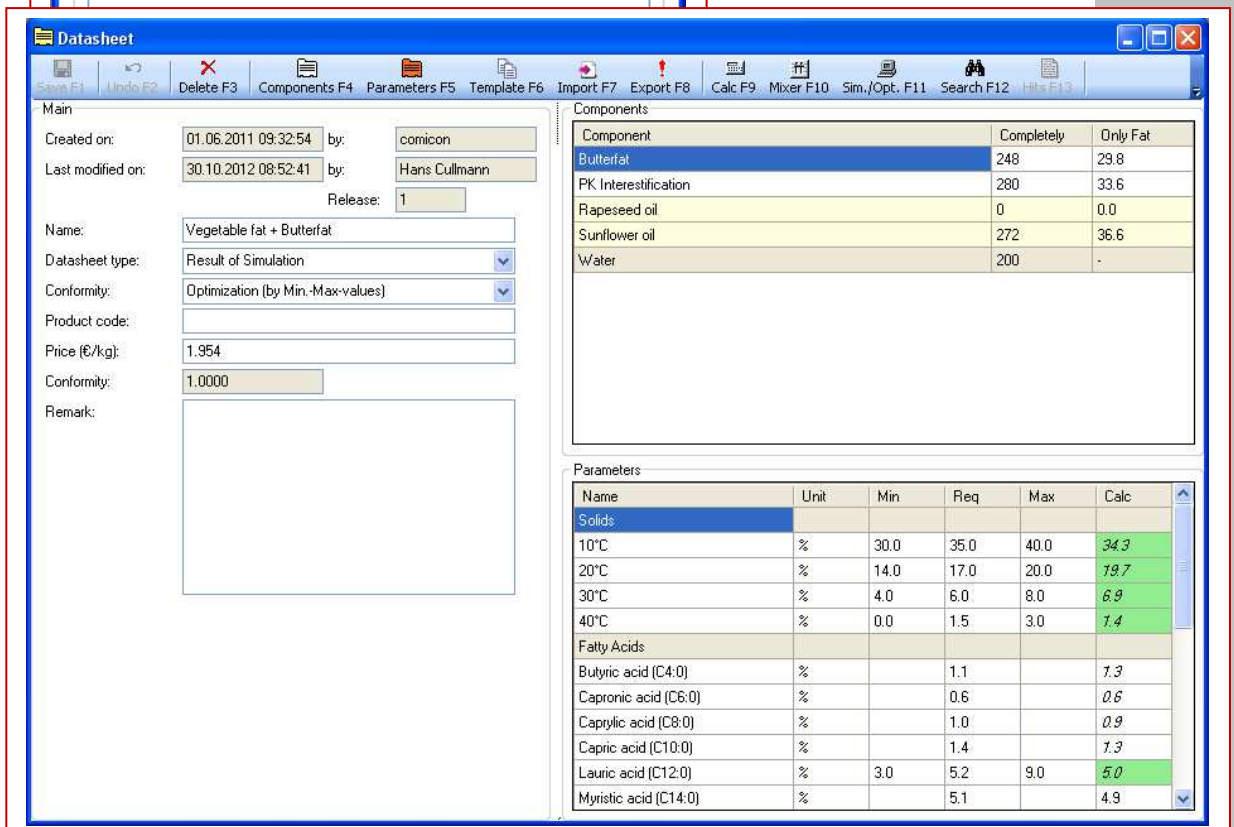 Datasheet
Save F1 Undo F2 Delete F3 Components F4 Parameters F5 Template F6 Import F7 Export F8 Calc F9 Mixer F10 Sim./Opt. F11 Search F12 Hits F13
Main
Created on: 01.06.2011 09:32:54 by: comicon
Last modified on: 30.10.2012 08:52:41 by: Hans Cullmann
Release: 1
Name: Vegetable fat + Butterfat
Datasheet type: Result of Simulation
Conformity: Optimization (by Min.-Max-values)
Product code:
Price (€/kg): 1.954
Conformity: 1.0000
Remark:
Components
Component Completely Only Fat
Butterfat 248 29.8
PK Interestification 280 33.6
Rapeseed oil 0 0.0
Sunflower oil 272 36.6
Water 200 -
Parameters
Name Unit Min Req Max Calc
Solids
10°C % 30.0 35.0 40.0 34.3
20°C % 14.0 17.0 20.0 19.7
30°C % 4.0 6.0 8.0 6.9
40°C % 0.0 1.5 3.0 1.4
Fatty Acids
Butyric acid (C4:0) % 1.1 1.3
Capronic acid (C6:0) % 0.6 0.6
Caprylic acid (C8:0) % 1.0 0.9
Capric acid (C10:0) % 1.4 1.3
Lauric acid (C12:0) % 3.0 5.2 9.0 5.0
Myristic acid (C14:0) % 5.1 4.9